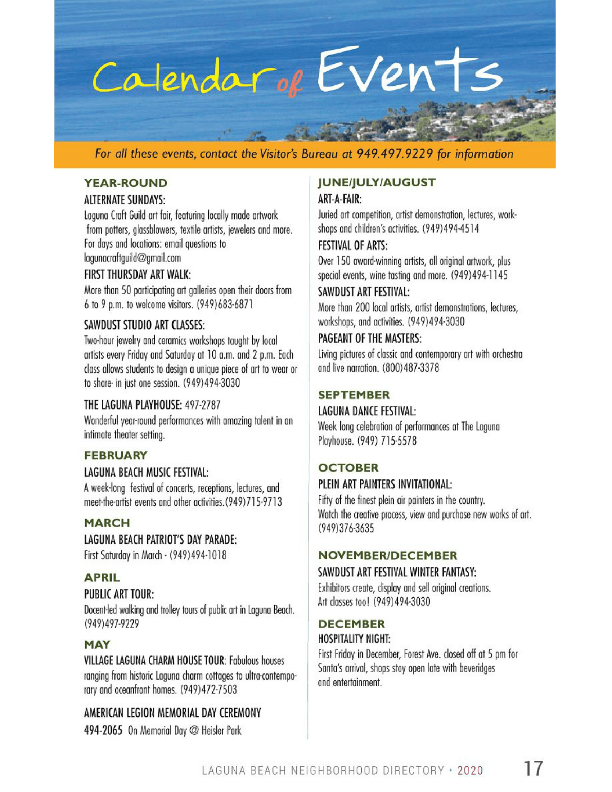 Calendar of Events
For all these events, contact the Visitor's Bureau at 949.497.9229 for information
YEAR-ROUND
ALTERNATE SUNDAYS:
Laguna Craft Guild art fair, featuring locally made artwork
from potters, glassblowers, textile artists, jewelers and more.
For days and locations: email questions to
lagunacraftguild@gmail.com
FIRST THURSDAY ART WALK:
More than 50 participating art galleries open their doors from
6 to 9 p.m. to welcome visitors. (949)683-6871
SAWDUST STUDIO ART CLASSES:
Two-hour jewelry and ceramics workshops taught by local
artists every Friday and Saturday at 10 a.m. and 2 p.m. Each
class allows students to design a unique piece of art to wear or
to share- in just one session. (949)494-3030
THE LAGUNA PLAYHOUSE: 497-2787
Wonderful year-round performances with amazing talent in an
intimate theater setting.
FEBRUARY
LAGUNA BEACH MUSIC FESTIVAL:
A week-long festival of concerts, receptions, lectures, and
meet-the-artist events and other activities.(949)715-9713
MARCH
LAGUNA BEACH PATRIOT'S DAY PARADE:
First Saturday in March - (949)494-1018
APRIL
PUBLIC ART TOUR:
Docent-led walking and trolley tours of public art in Laguna Beach.
(949)497-9229
MAY
VILLAGE LAGUNA CHARM HOUSE TOUR: Fabulous houses
ranging from historic Laguna charm cottages to ultra-contempo-
rary and oceanfront homes. (949)472-7503
AMERICAN LEGION MEMORIAL DAY CEREMONY
494-2065 On Memorial Day @ Heisler Park
JUNE/JULY/AUGUST
ART-A-FAIR:
Juried art competition, artist demonstration, lectures, work-
shops and children's activities. (949)494-4514
FESTIVAL OF ARTS:
Over 150 award-winning artists, all original artwork, plus
special events, wine tasting and more. (949)494-1145
SAWDUST ART FESTIVAL:
More than 200 local artists, artist demonstrations, lectures,
workshops, and activities. (949)494-3030
PAGEANT OF THE MASTERS:
Living pictures of classic and contemporary art with orchestra
and live narration. (800)487-3378
SEPTEMBER
LAGUNA DANCE FESTIVAL:
Week long celebration of performances at The Laguna
Playhouse. (949) 715-5578
OCTOBER
PLEIN ART PAINTERS INVITATIONAL:
Fifty of the finest plein air painters in the country.
Watch the creative process, view and purchase new works of art.
(949)376-3635
NOVEMBER/DECEMBER
SAWDUST ART FESTIVAL WINTER FANTASY:
Exhibitors create, display and sell original creations.
Art classes too! (949)494-3030
DECEMBER
HOSPITALITY NIGHT:
First Friday in December, Forest Ave. closed off at 5 pm for
Santa's arrival, shops stay open late with beveridges
and entertainment.
LAGUNA BEACH NEIGHBORHOOD DIRECTORY • 2020 17